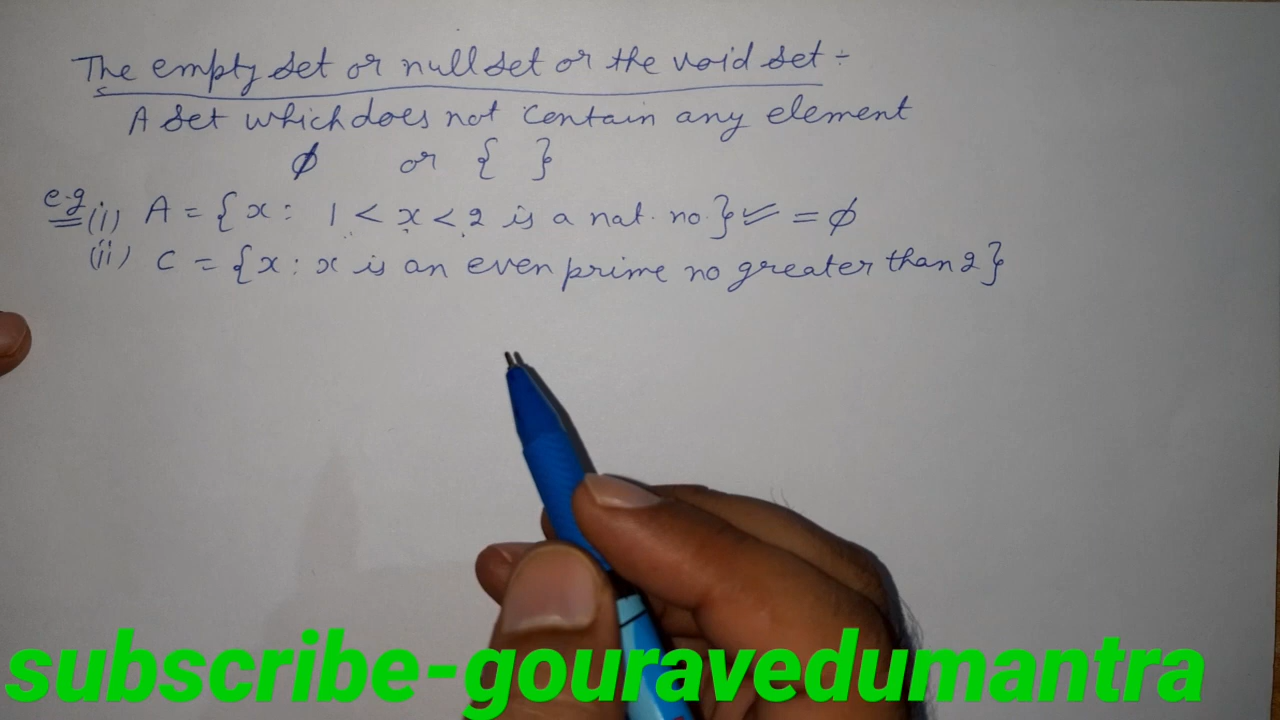 The empty set or null set or the void set ÷
A set which does not contain any element
ϕ or { }
e.g (i) A = { x : 1 < x < 2 is a nat. no.} = ϕ
(ii) C = {x : x is an even prime no greater than 2}
subscribe-gouravedumantra